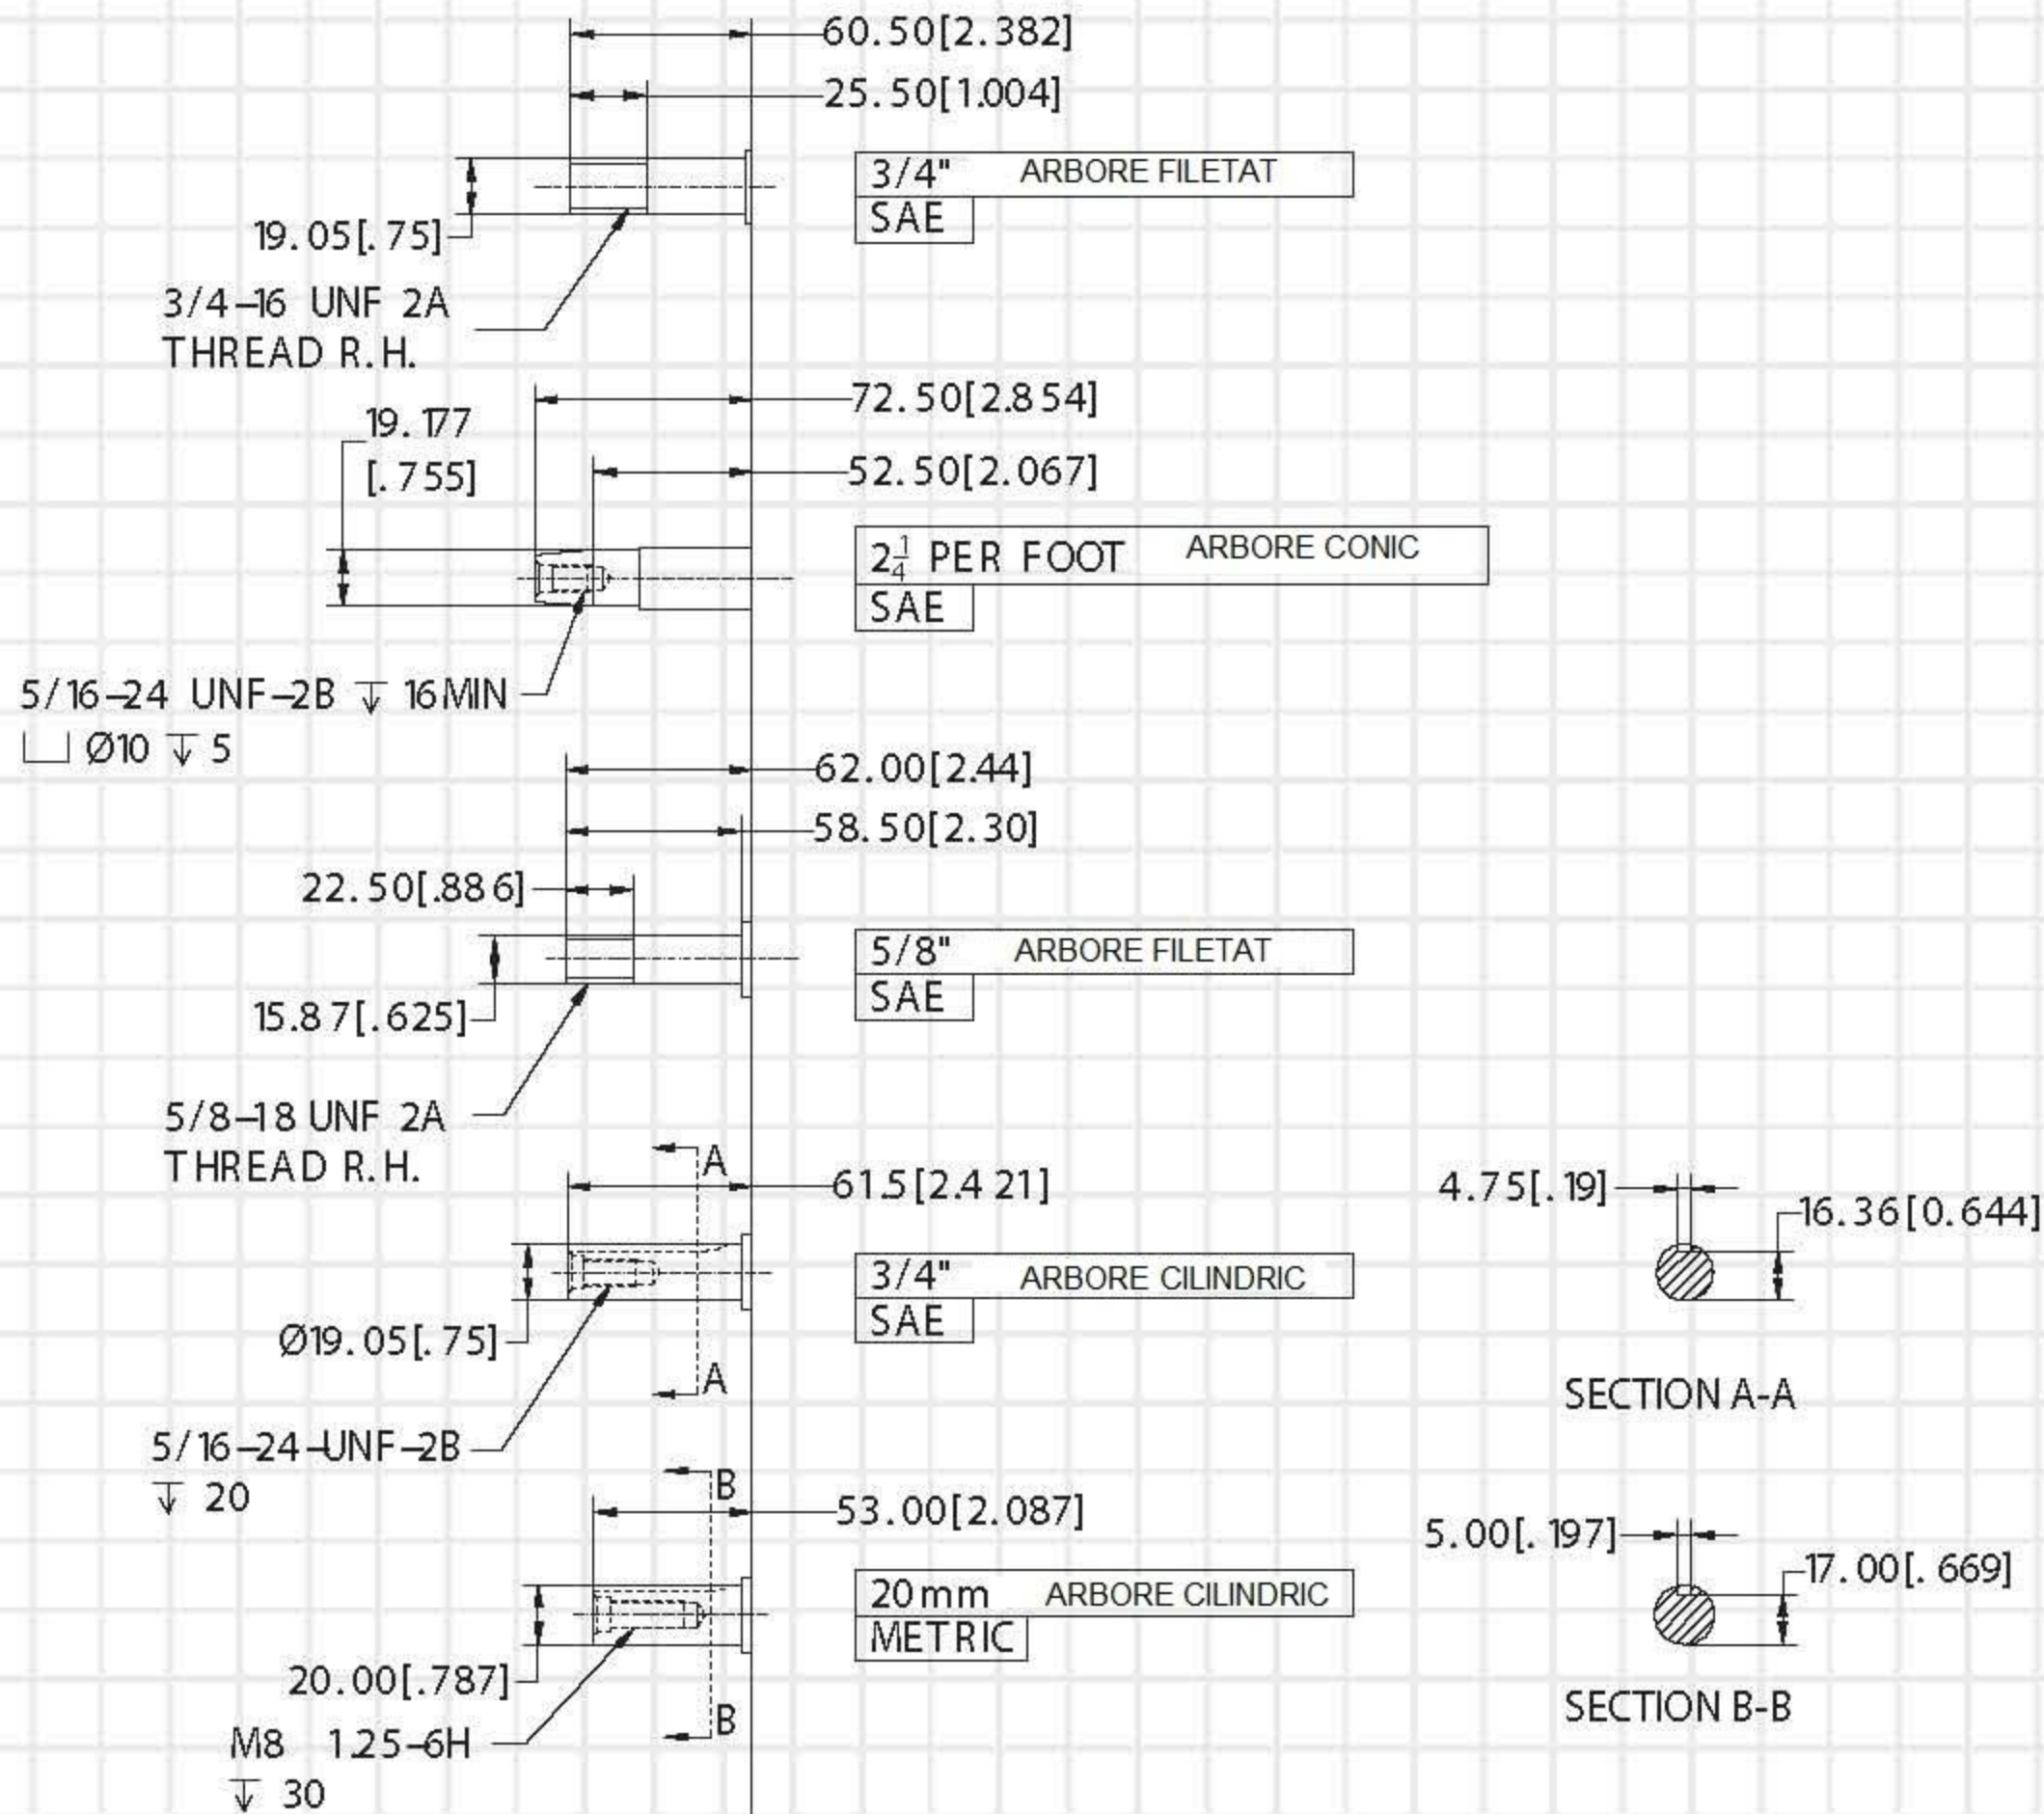 60.50[2.382]
25.50[1.004]
3/4" ARBORE FILETAT
SAE
19.05[.75]
3/4-16 UNF 2A
THREAD R.H.
72.50[2.854]
19.177
[.755]
52.50[2.067]
2 1/4 PER FOOT ARBORE CONIC
SAE
5/16-24 UNF-2B ↧ 16 MIN
⌴ Ø10 ↧ 5
62.00[2.44]
58.50[2.30]
22.50[.886]
5/8" ARBORE FILETAT
SAE
15.87[.625]
5/8-18 UNF 2A
THREAD R.H.
A
61.5[2.421]
4.75[.19]
16.36[0.644]
3/4" ARBORE CILINDRIC
SAE
Ø19.05[.75]
A
SECTION A-A
5/16-24-UNF-2B
↧ 20
B
53.00[2.087]
5.00[.197]
17.00[.669]
20mm ARBORE CILINDRIC
METRIC
20.00[.787]
B
SECTION B-B
M8 1.25-6H
↧ 30